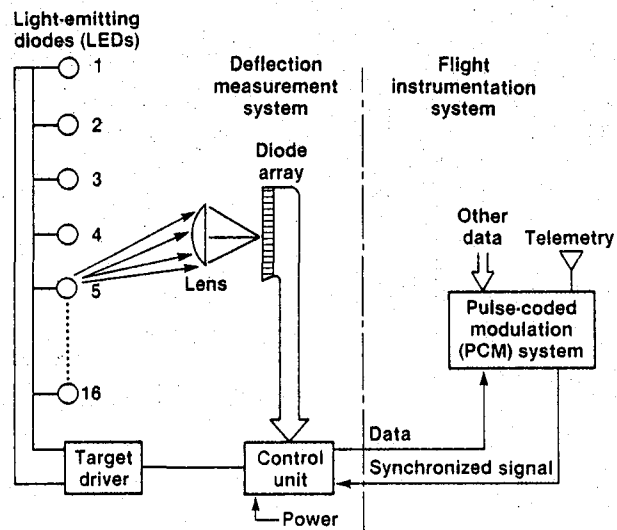 Light-emitting
diodes (LEDs)
1
2
3
4
5
16
Deflection
measurement
system
Flight
instrumentation
system
Diode
array
Lens
Other
data
Telemetry
Pulse-coded
modulation
(PCM) system
Target
driver
Control
unit
Data
Synchronized signal
Power